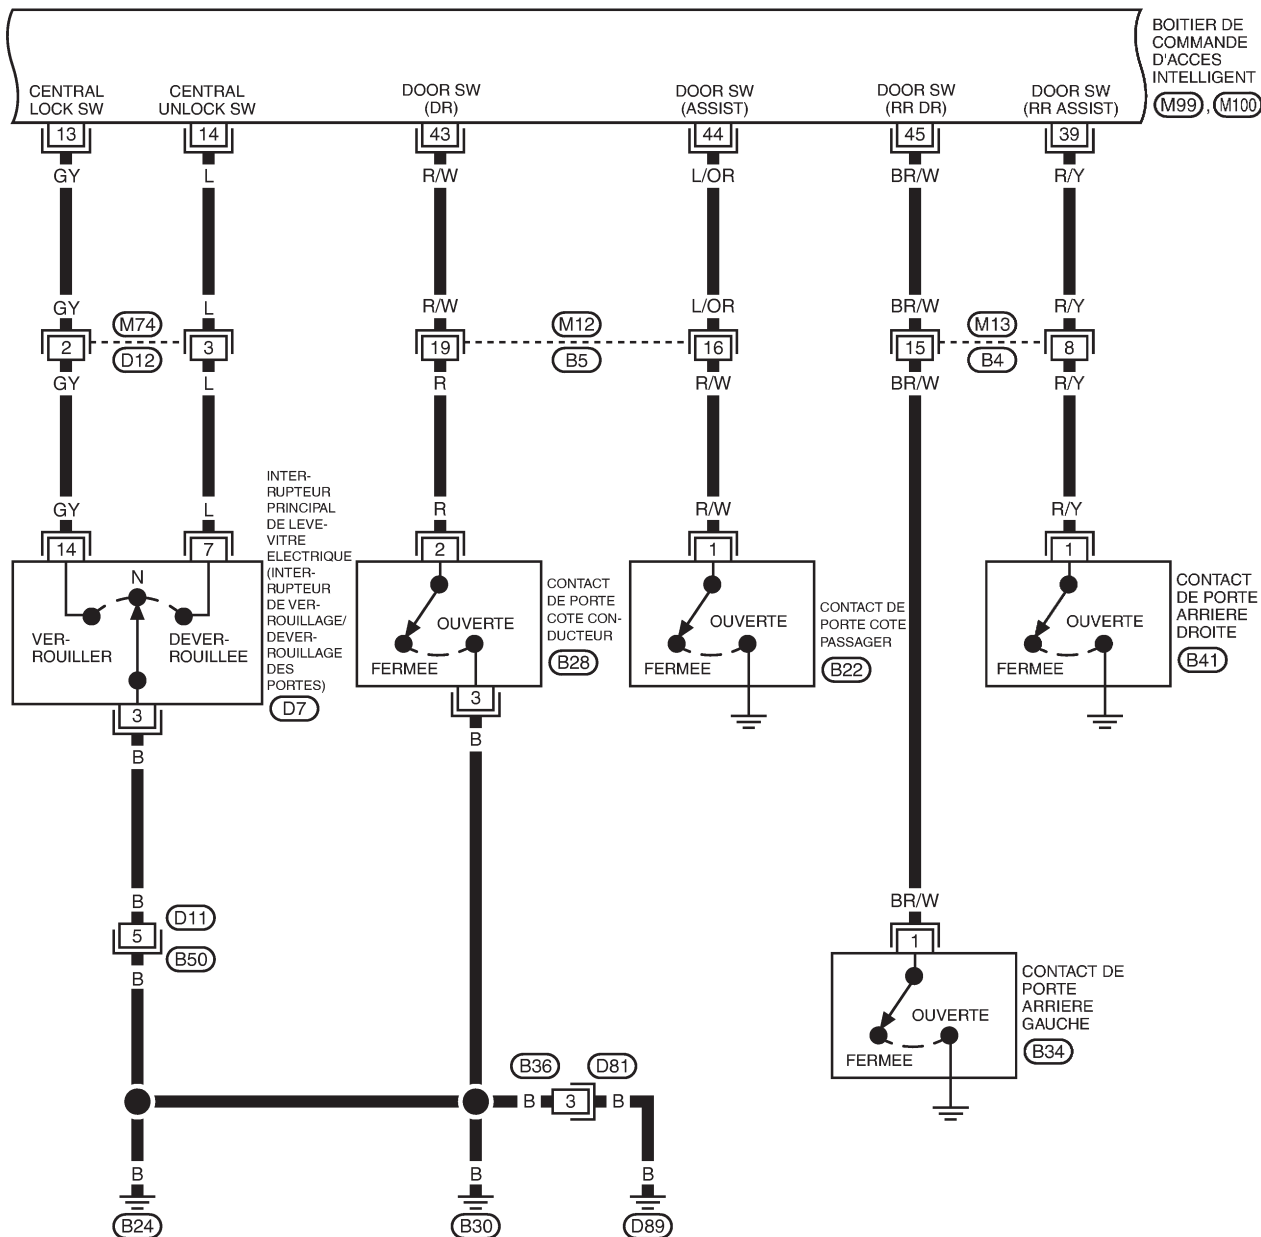 BOITIER DE
COMMANDE
D'ACCES
INTELLIGENT
M99 , M100
CENTRAL
LOCK SW
CENTRAL
UNLOCK SW
DOOR SW
(DR)
DOOR SW
(ASSIST)
DOOR SW
(RR DR)
DOOR SW
(RR ASSIST)
13 14 43 44 45 39
GY L R/W L/OR BR/W R/Y
GY L R/W L/OR BR/W R/Y
M74 M12 M13
2 3 19 16 15 8
D12 B5 B4
GY L R R/W BR/W R/Y
INTER-
RUPTEUR
PRINCIPAL
DE LEVE-
VITRE
ELECTRIQUE
(INTER-
RUPTEUR
DE VER-
ROUILLAGE/
DEVER-
ROUILLAGE
DES
PORTES)
D7
GY L R R/W R/Y
14 7 2 1 1
N
VER-
ROUILLER
DEVER-
ROUILLEE
OUVERTE
FERMEE
CONTACT
DE PORTE
COTE CON-
DUCTEUR
B28
OUVERTE
FERMEE
CONTACT DE
PORTE COTE
PASSAGER
B22
OUVERTE
FERMEE
CONTACT
DE PORTE
ARRIERE
DROITE
B41
3 3
B B
B BR/W
D11
5 1
B50
B
OUVERTE
FERMEE
CONTACT DE
PORTE
ARRIERE
GAUCHE
B34
B36 D81
B 3 B
B B B
B24 B30 D89